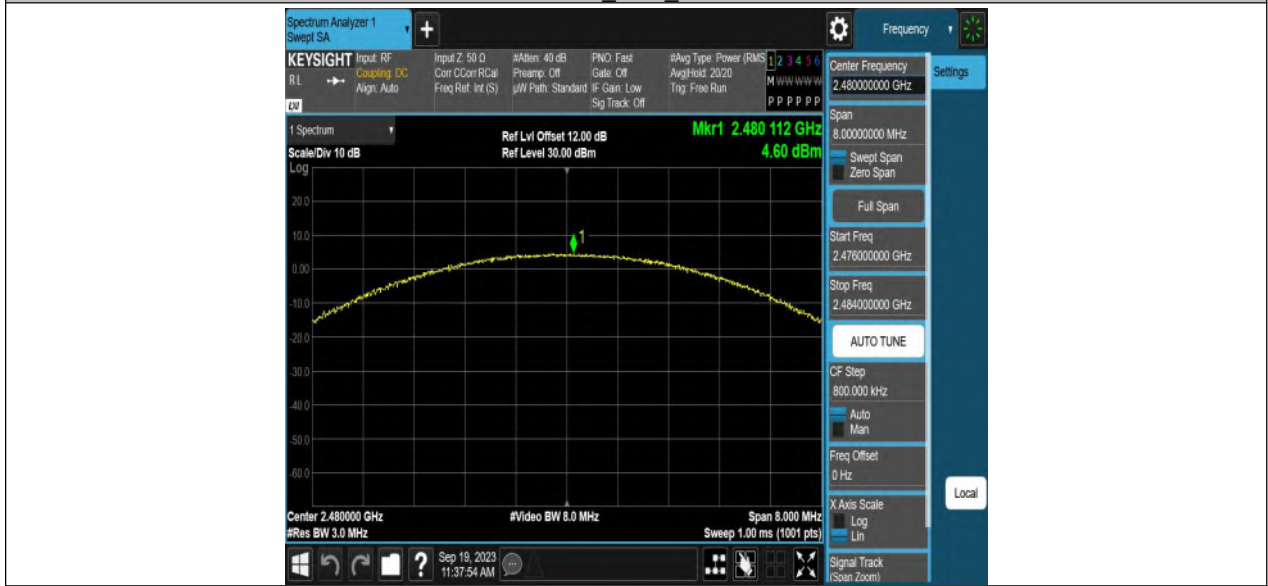 Spectrum Analyzer 1
Swept SA
+
Frequency
KEYSIGHT
RL
Input: RF
Coupling: DC
Align: Auto
Input Z: 50 Ω
Corr CCorr RCal
Freq Ref: Int (S)
#Atten: 40 dB
Preamp: Off
µW Path: Standard
PNO: Fast
Gate: Off
IF Gain: Low
Sig Track: Off
#Avg Type: Power (RMS
Avg|Hold: 20/20
Trig: Free Run
1 2 3 4 5 6
M W W W W W
P P P P P P
1 Spectrum
Scale/Div 10 dB
Log
Ref Lvl Offset 12.00 dB
Ref Level 30.00 dBm
Mkr1 2.480 112 GHz
4.60 dBm
1
20.0
10.0
0.00
-10.0
-20.0
-30.0
-40.0
-50.0
-60.0
Center 2.480000 GHz
#Res BW 3.0 MHz
#Video BW 8.0 MHz
Span 8.000 MHz
Sweep 1.00 ms (1001 pts)
Center Frequency
2.480000000 GHz
Settings
Span
8.00000000 MHz
Swept Span
Zero Span
Full Span
Start Freq
2.476000000 GHz
Stop Freq
2.484000000 GHz
AUTO TUNE
CF Step
800.000 kHz
Auto
Man
Freq Offset
0 Hz
X Axis Scale
Log
Lin
Local
Signal Track
(Span Zoom)
?
Sep 19, 2023
11:37:54 AM